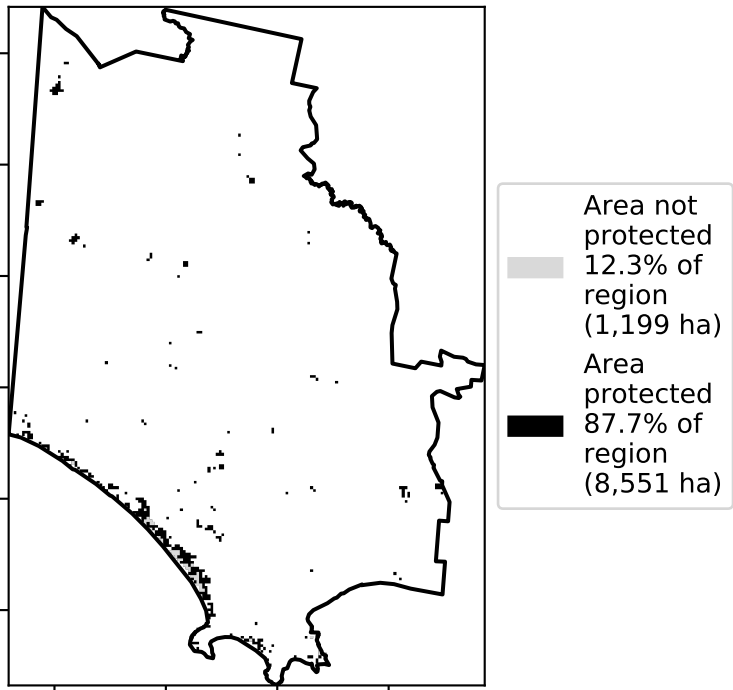 Area not
protected
12.3% of
region
(1,199 ha)
Area
protected
87.7% of
region
(8,551 ha)